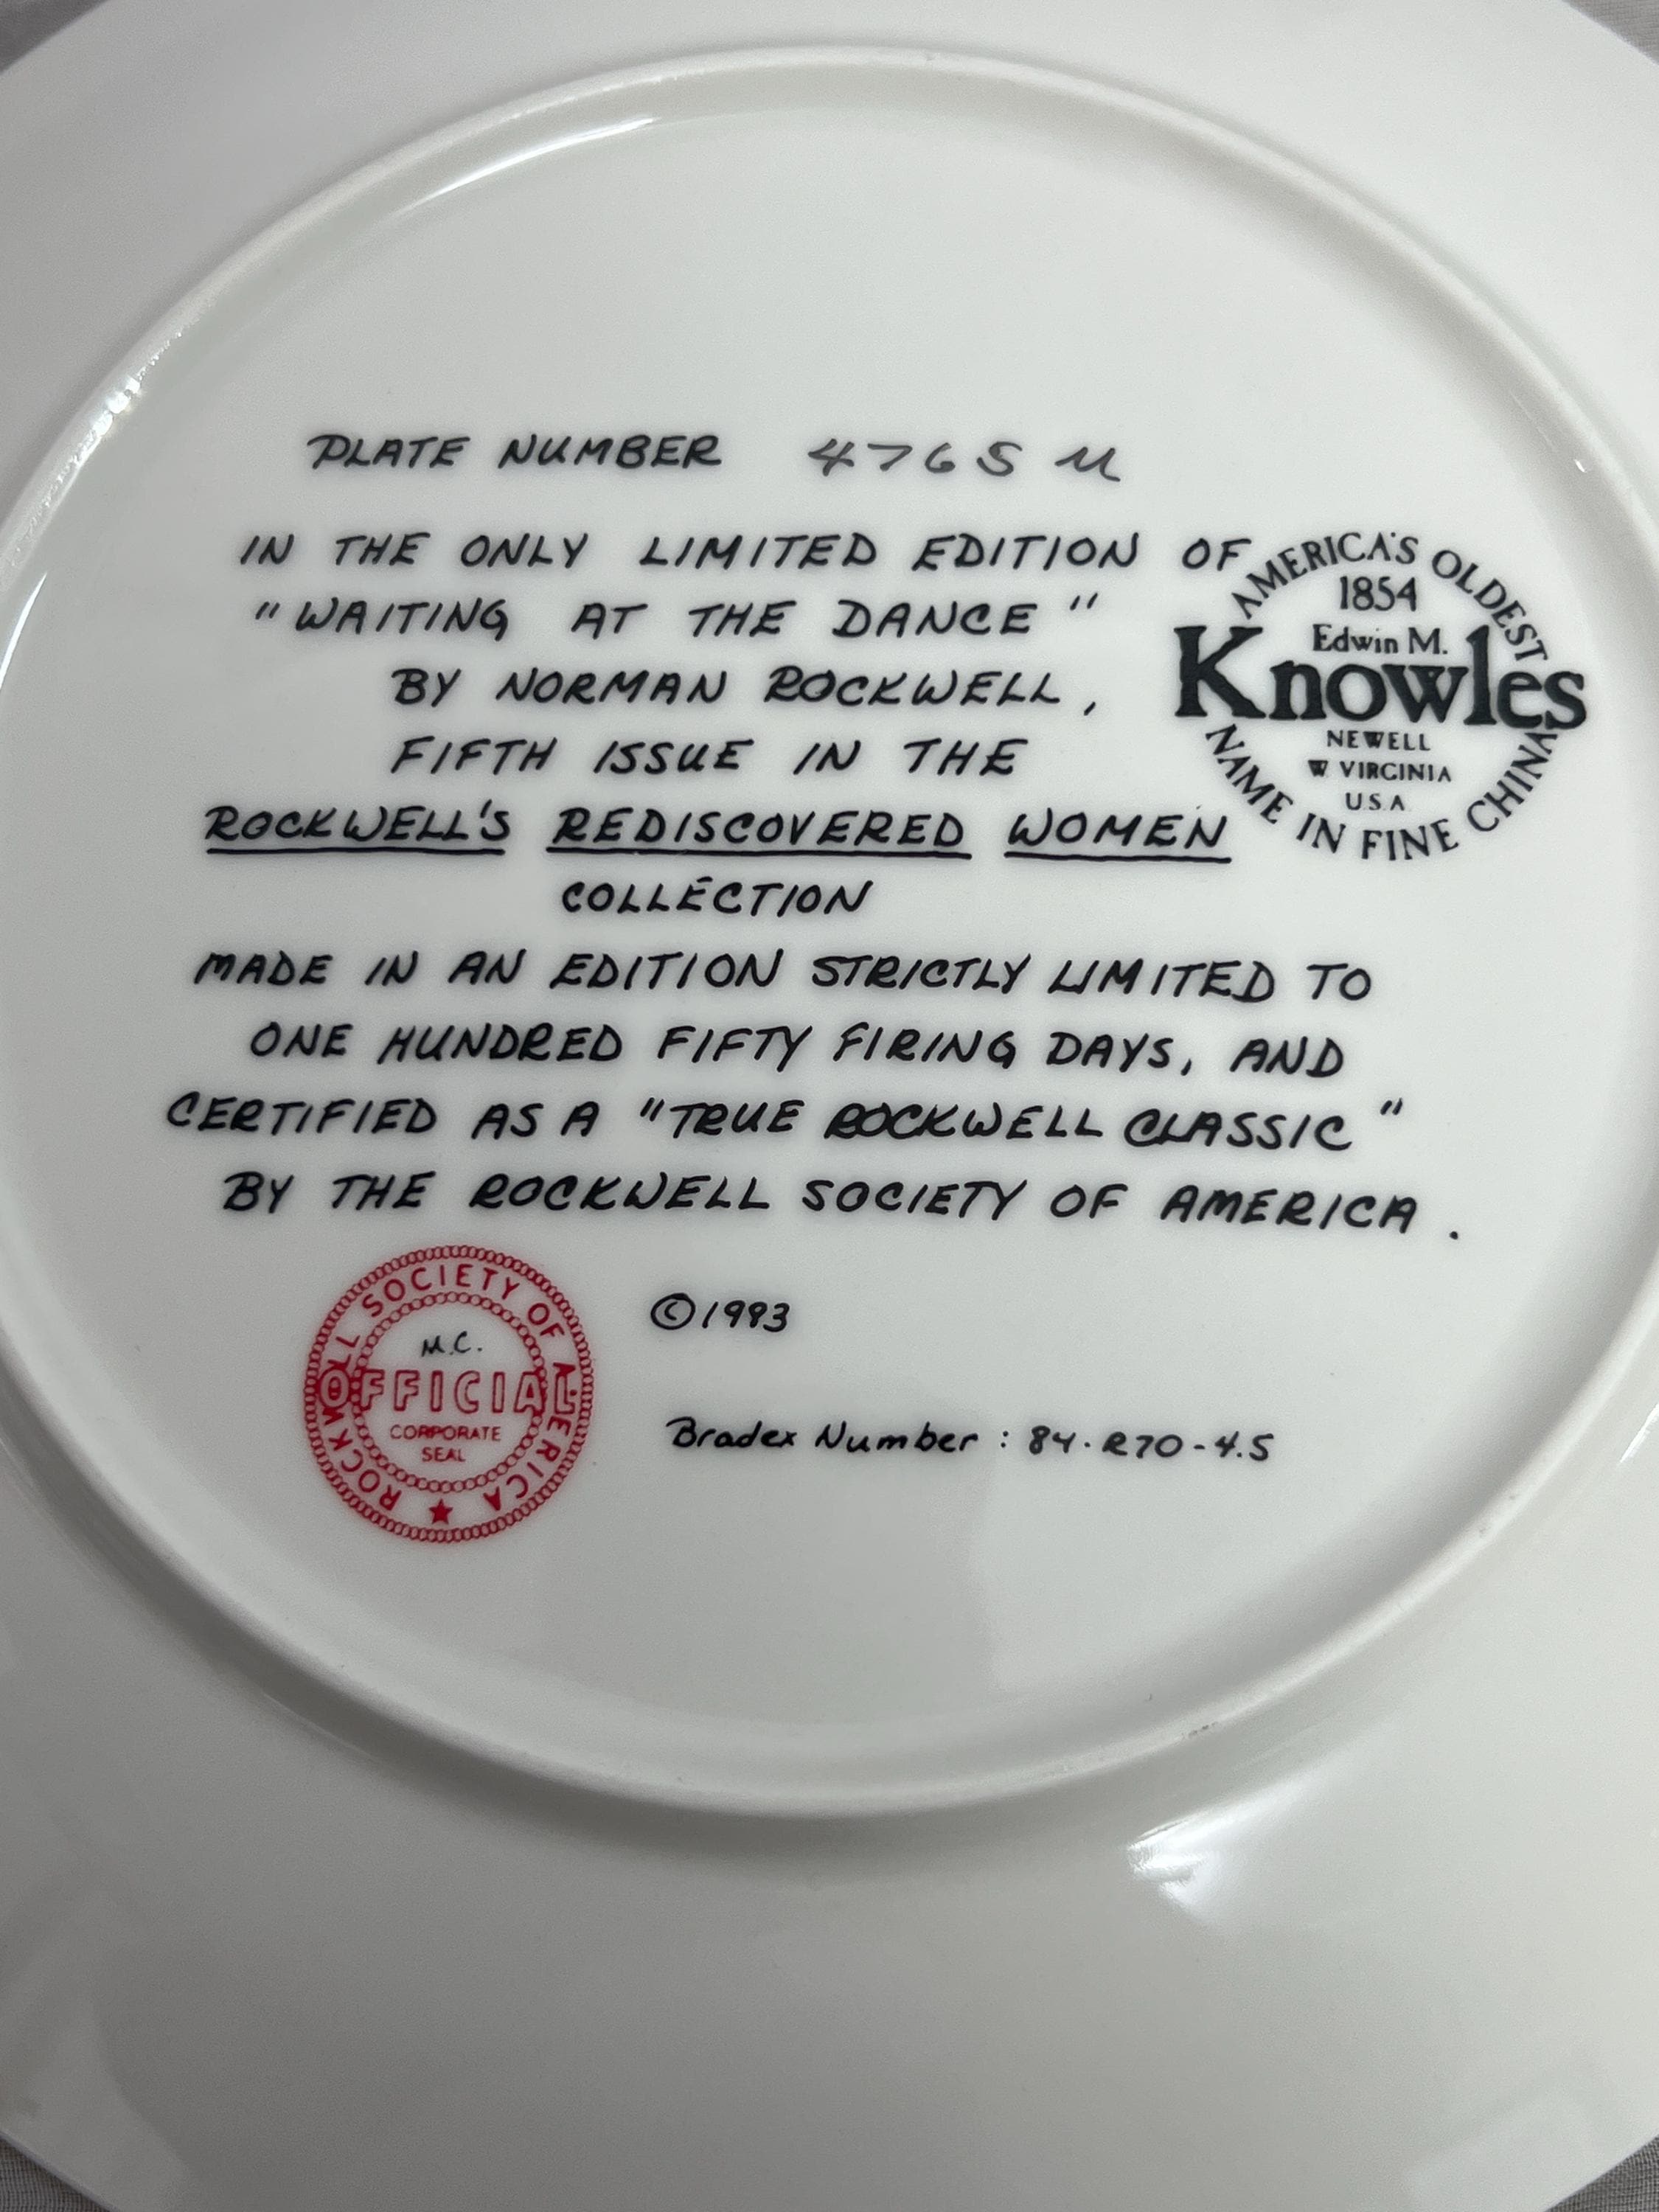 PLATE NUMBER 4765 M
IN THE ONLY LIMITED EDITION OF
"WAITING AT THE DANCE"
BY NORMAN ROCKWELL,
FIFTH ISSUE IN THE
ROCKWELL'S REDISCOVERED WOMEN
COLLECTION
MADE IN AN EDITION STRICTLY LIMITED TO
ONE HUNDRED FIFTY FIRING DAYS, AND
CERTIFIED AS A "TRUE ROCKWELL CLASSIC"
BY THE ROCKWELL SOCIETY OF AMERICA.
AMERICA'S OLDEST
1854
Edwin M.
Knowles
NEWELL
W. VIRGINIA
U.S.A.
NAME IN FINE CHINA
ROCKWELL SOCIETY OF AMERICA
M.C.
OFFICIAL
CORPORATE
SEAL
©1983
Bradex Number: 84-R70-4.5